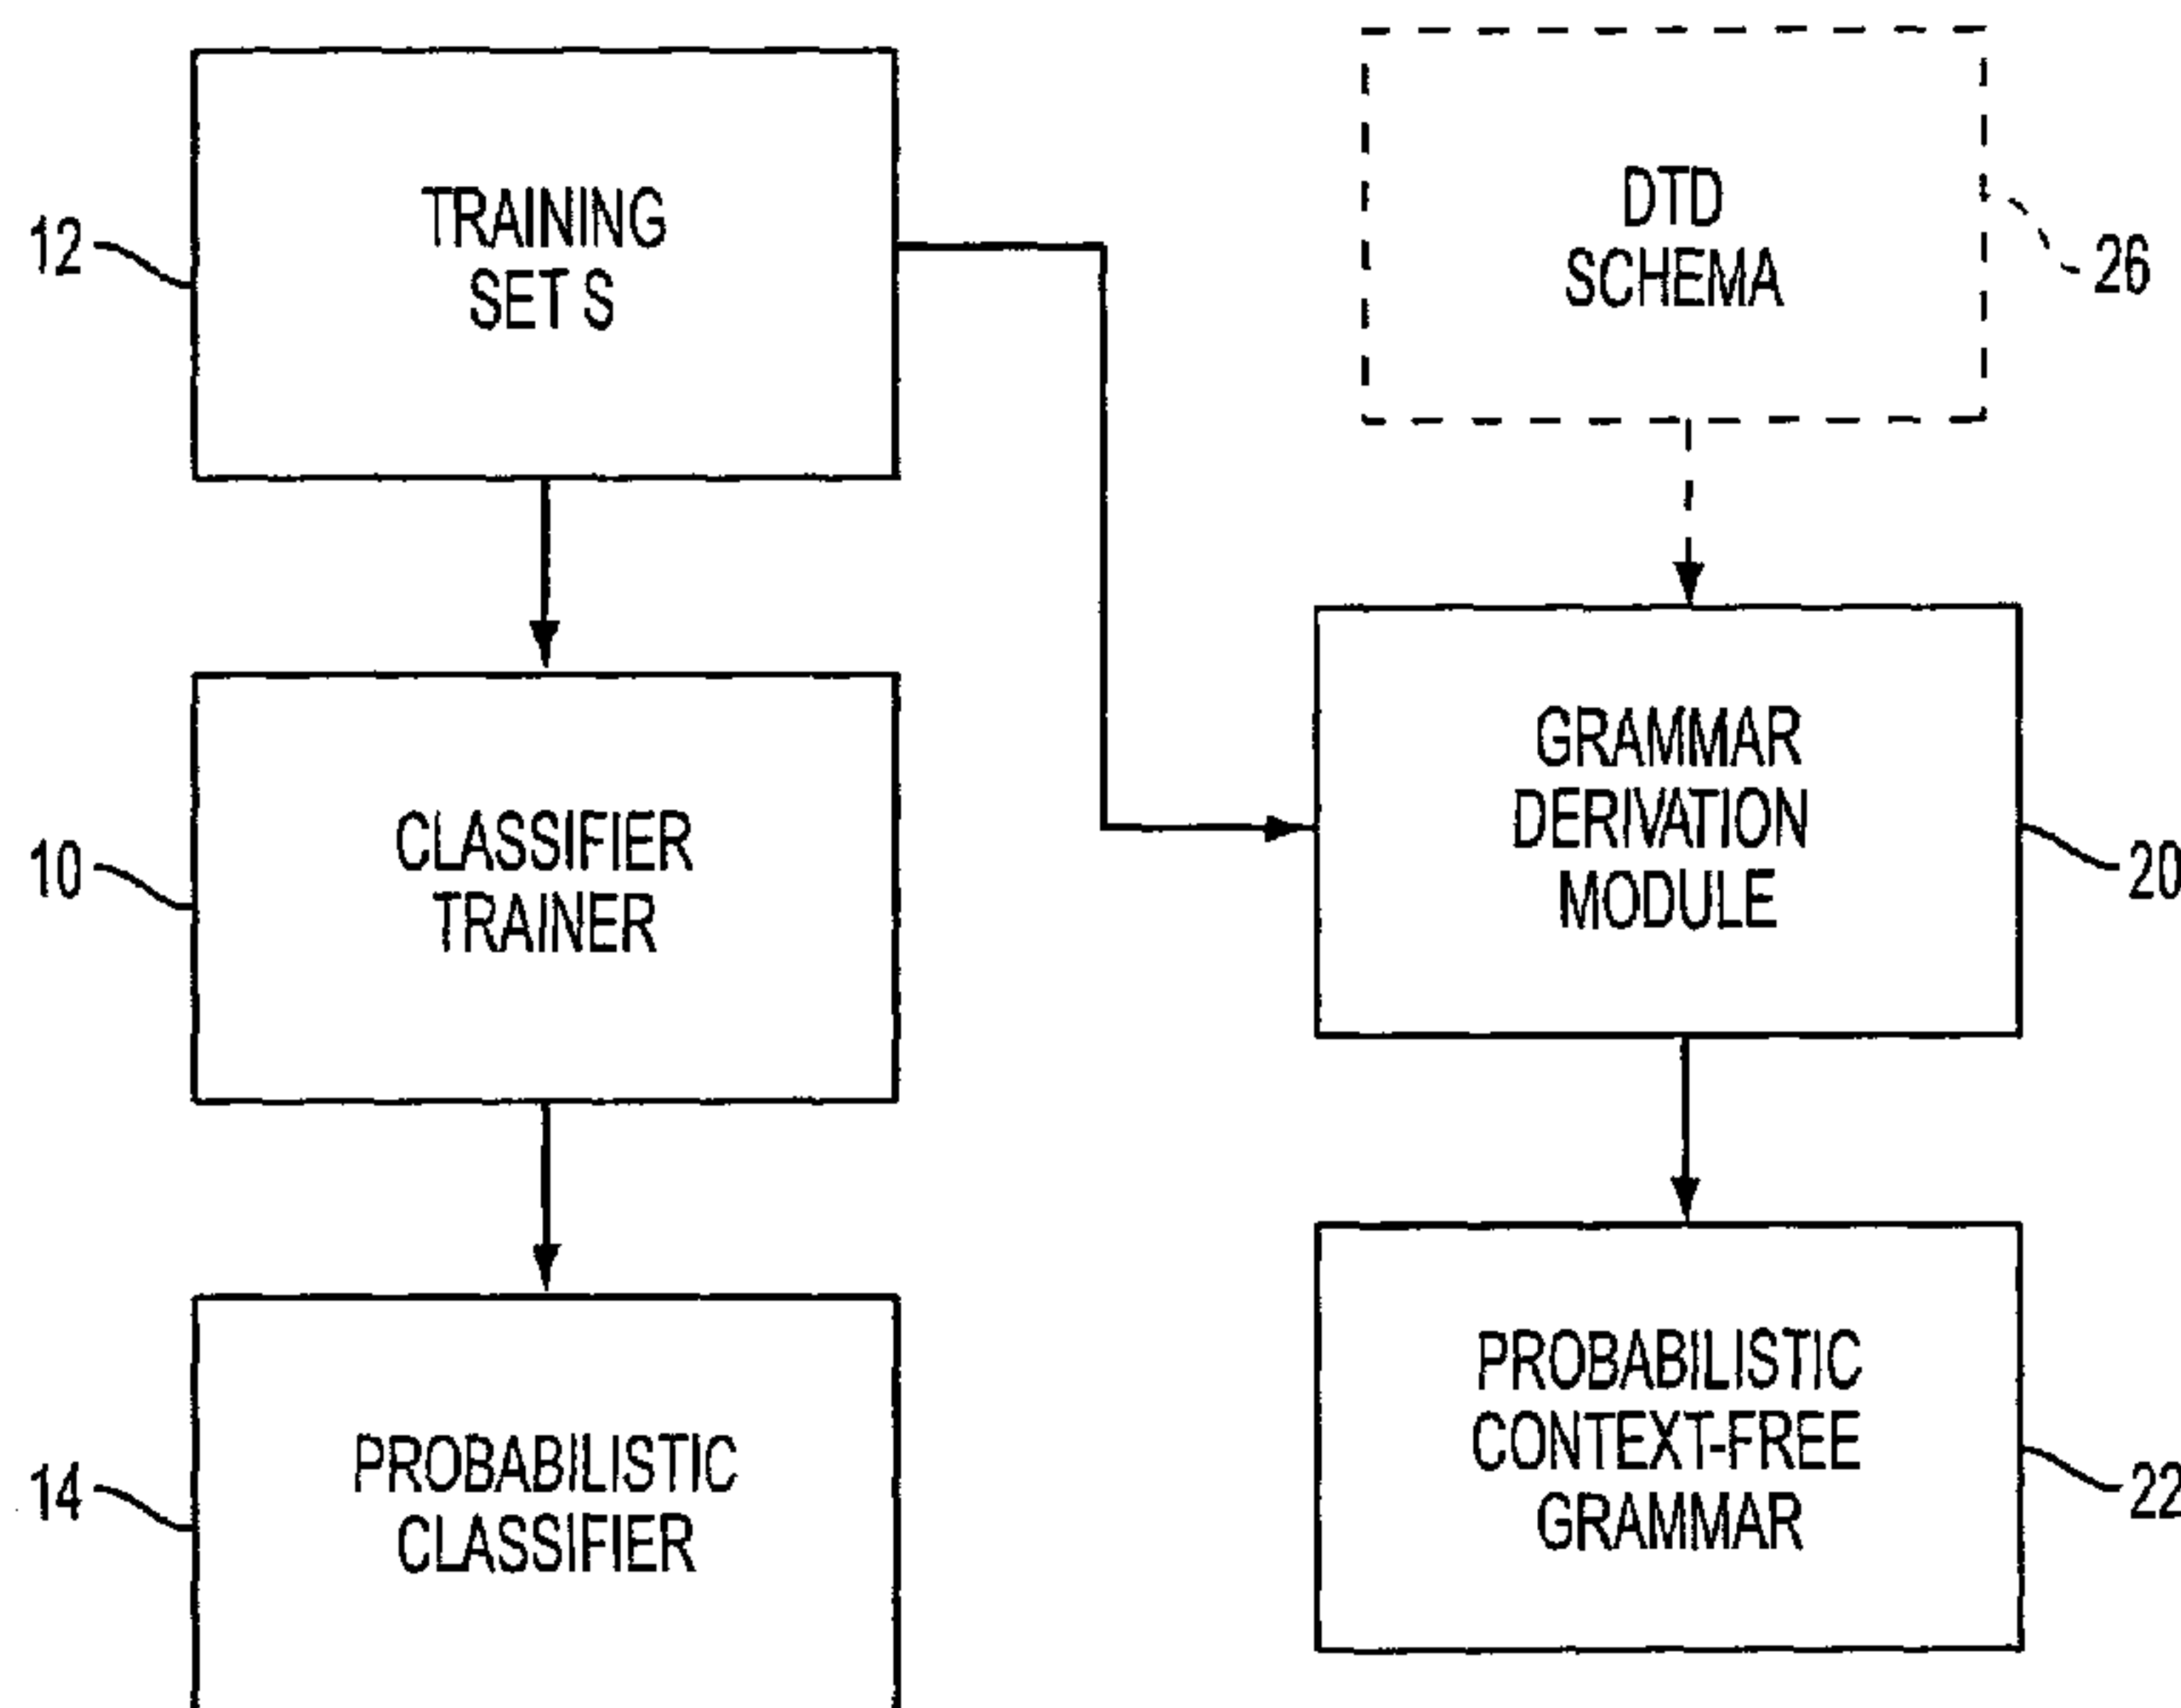 TRAINING
SET S
12
DTD
SCHEMA
26
CLASSIFIER
TRAINER
10
GRAMMAR
DERIVATION
MODULE
20
PROBABILISTIC
CLASSIFIER
14
PROBABILISTIC
CONTEXT-FREE
GRAMMAR
22